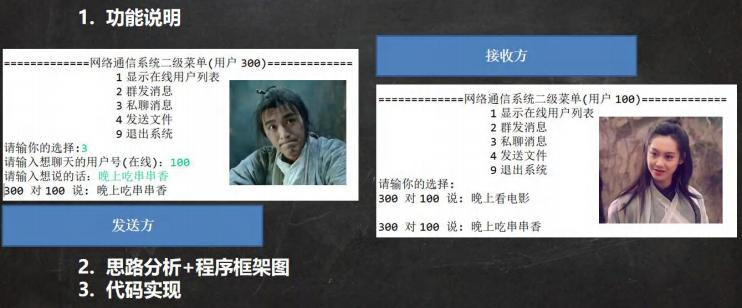 1. 功能说明
=============网络通信系统二级菜单(用户 300)=============
1 显示在线用户列表
2 群发消息
3 私聊消息
4 发送文件
9 退出系统
请输你的选择:3
请输入想聊天的用户号(在线): 100
请输入想说的话: 晚上吃串串香
300 对 100 说: 晚上吃串串香
发送方
接收方
=============网络通信系统二级菜单(用户 100)=============
1 显示在线用户列表
2 群发消息
3 私聊消息
4 发送文件
9 退出系统
请输你的选择:
300 对 100 说: 晚上看电影
300 对 100 说: 晚上吃串串香
2. 思路分析+程序框架图
3. 代码实现